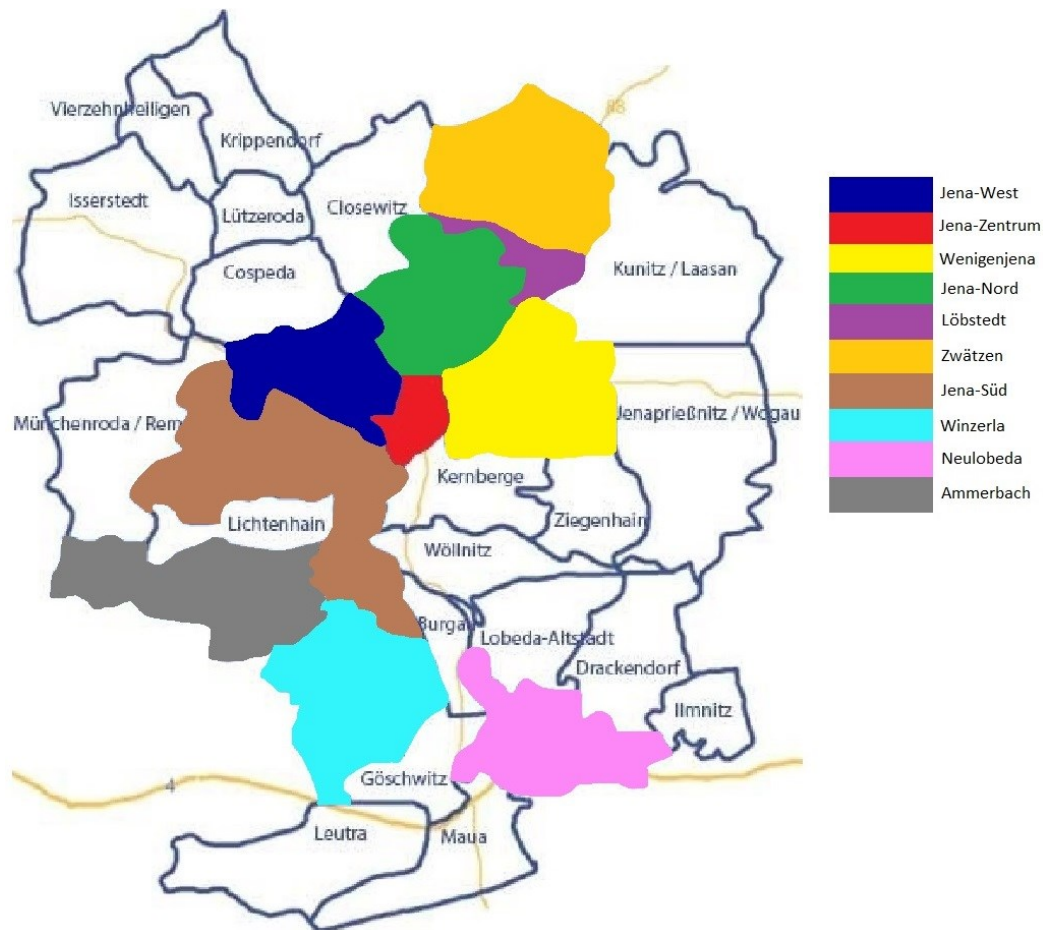 88
Vierzehnheiligen
Krippendorf
Isserstedt
Lützeroda
Closewitz
Cospeda
Kunitz / Laasan
Münchenroda / Rem
Jenaprießnitz / Wogau
Kernberge
Lichtenhain
Ziegenhain
Wöllnitz
Burgau
Lobeda-Altstadt
Drackendorf
Ilmnitz
4
Göschwitz
Leutra
Maua
Jena-West
Jena-Zentrum
Wenigenjena
Jena-Nord
Löbstedt
Zwätzen
Jena-Süd
Winzerla
Neulobeda
Ammerbach